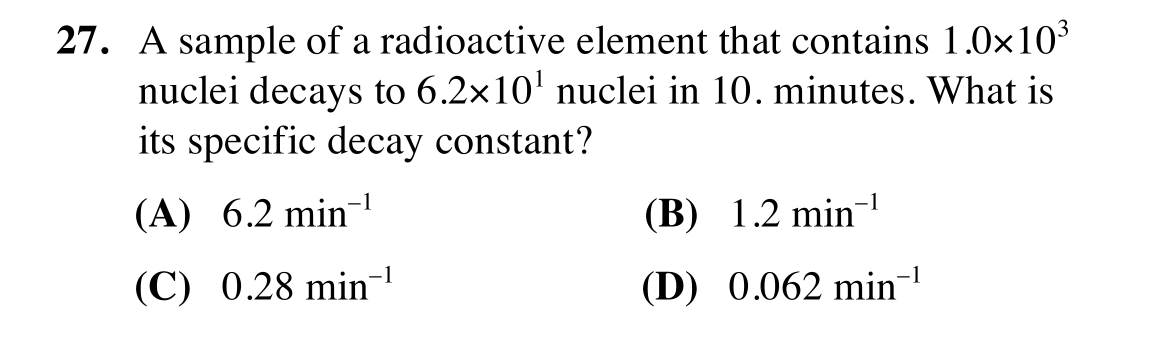 27. A sample of a radioactive element that contains 1.0×10³
nuclei decays to 6.2×10¹ nuclei in 10. minutes. What is
its specific decay constant?
(A) 6.2 min⁻¹ (B) 1.2 min⁻¹
(C) 0.28 min⁻¹ (D) 0.062 min⁻¹